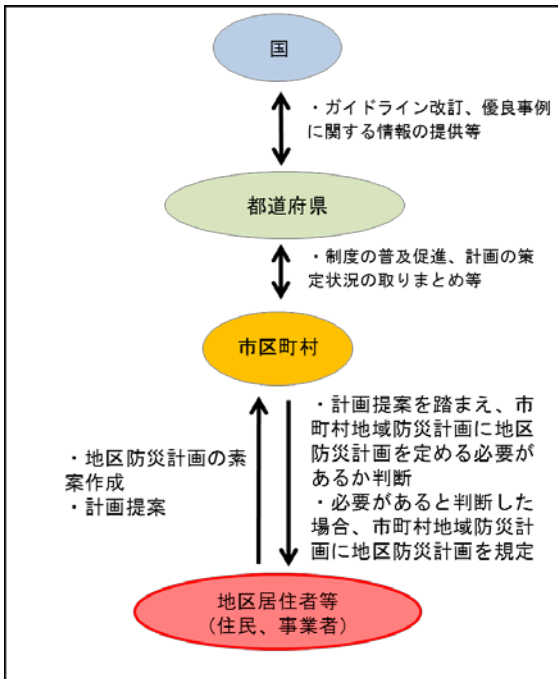 国
・ガイドライン改訂、優良事例
に関する情報の提供等
都道府県
・制度の普及促進、計画の策
定状況の取りまとめ等
市区町村
・地区防災計画の素
案作成
・計画提案
・計画提案を踏まえ、市
町村地域防災計画に地区
防災計画を定める必要が
あるか判断
・必要があると判断した
場合、市町村地域防災計
画に地区防災計画を規定
地区居住者等
（住民、事業者）